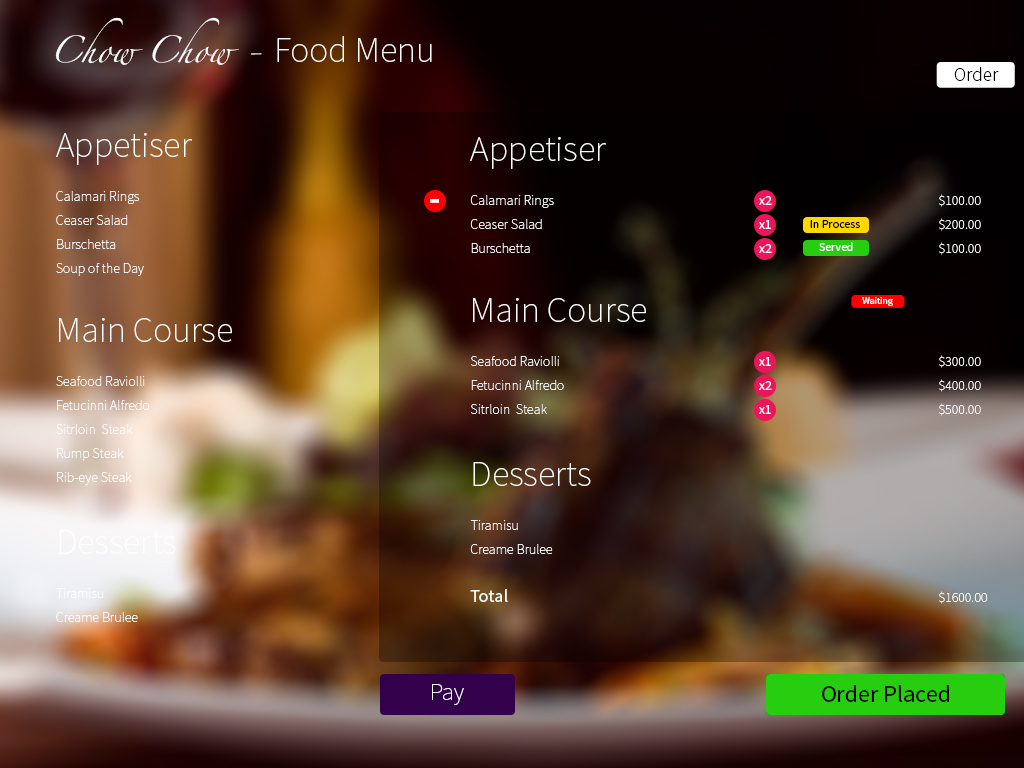 Chow Chow - Food Menu
Order
Appetiser
Calamari Rings
Ceaser Salad
Burschetta
Soup of the Day
Main Course
Seafood Raviolli
Fetucinni Alfredo
Sitrloin Steak
Rump Steak
Rib-eye Steak
Desserts
Tiramisu
Creame Brulee
Appetiser
Calamari Rings x2 $100.00
Ceaser Salad x1 In Process $200.00
Burschetta x2 Served $100.00
Main Course Waiting
Seafood Raviolli x1 $300.00
Fetucinni Alfredo x2 $400.00
Sitrloin Steak x1 $500.00
Desserts
Tiramisu
Creame Brulee
Total $1600.00
Pay
Order Placed